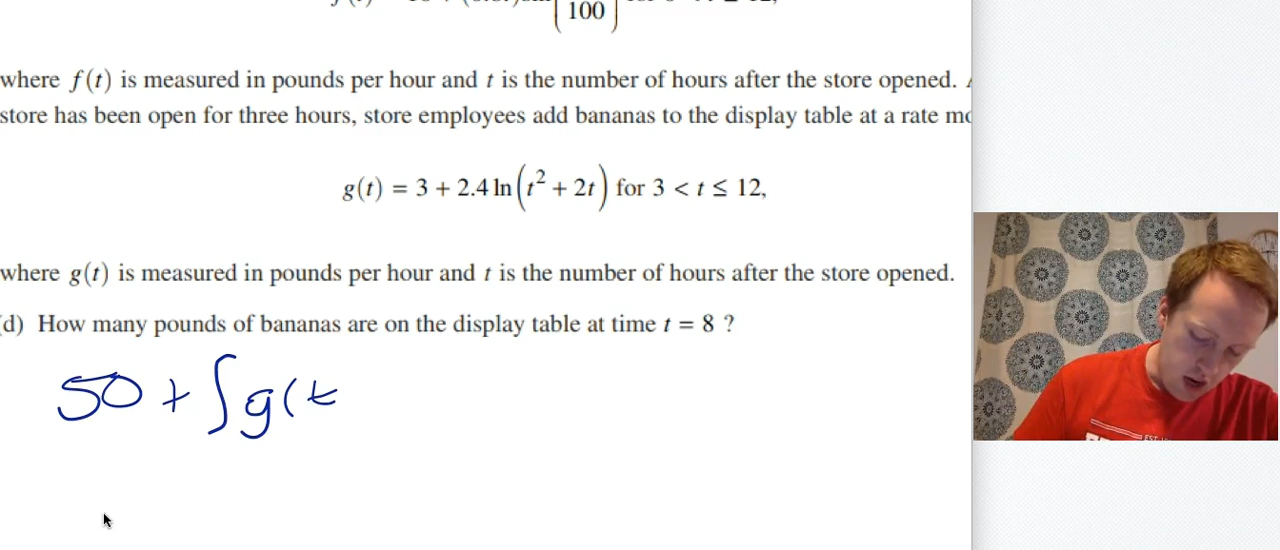 100
where f(t) is measured in pounds per hour and t is the number of hours after the store opened.
store has been open for three hours, store employees add bananas to the display table at a rate
g(t) = 3 + 2.4 ln(t² + 2t) for 3 < t ≤ 12,
where g(t) is measured in pounds per hour and t is the number of hours after the store opened.
(d) How many pounds of bananas are on the display table at time t = 8 ?
50 + ∫g(t
EST.